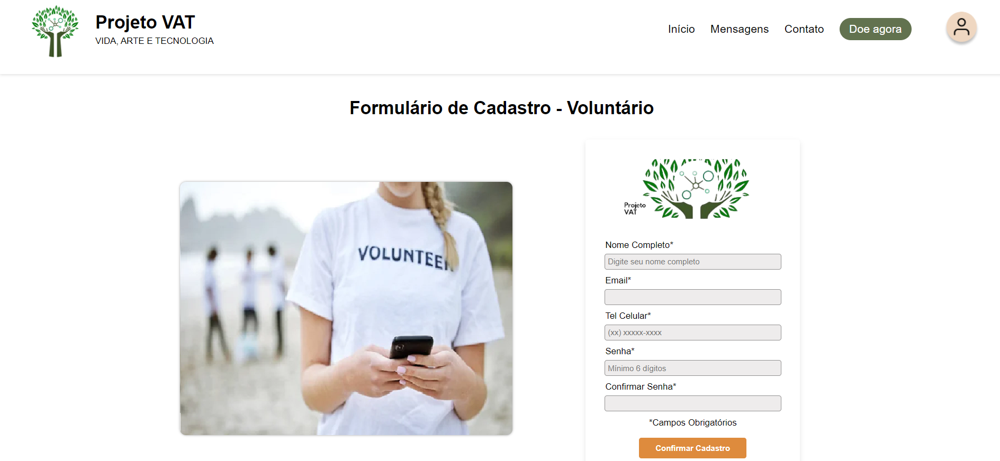 Projeto VAT
VIDA, ARTE E TECNOLOGIA
Início
Mensagens
Contato
Doe agora
Formulário de Cadastro - Voluntário
VOLUNTEER
Projeto
VAT
Nome Completo*
Digite seu nome completo
Email*
Tel Celular*
(xx) xxxxx-xxxx
Senha*
Mínimo 6 dígitos
Confirmar Senha*
*Campos Obrigatórios
Confirmar Cadastro